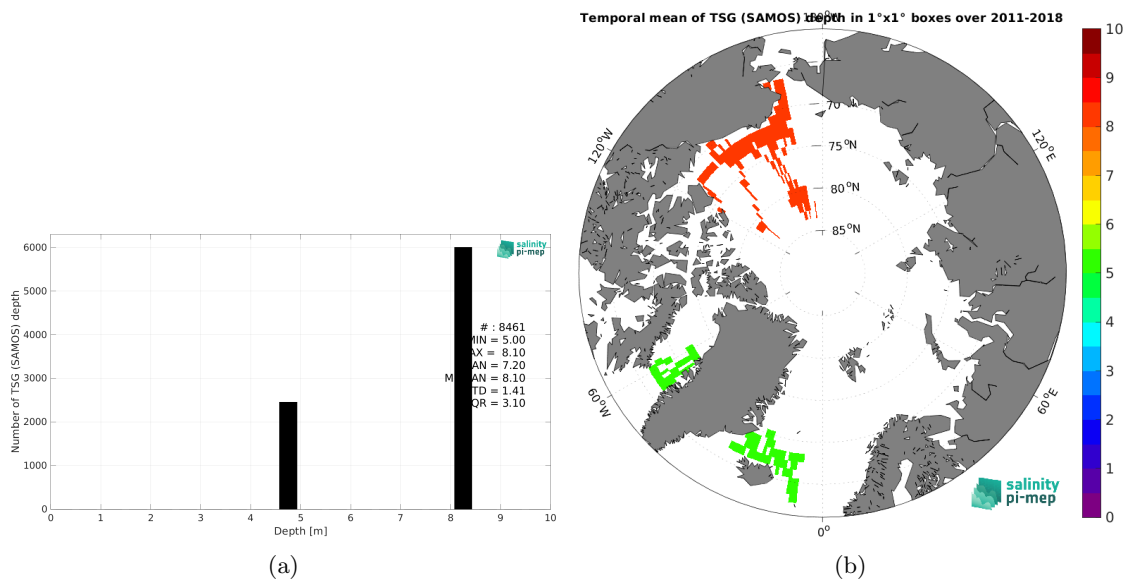 Temporal mean of TSG (SAMOS) depth in 1°x1° boxes over 2011-2018
180°
120°W
120°E
70°N
75°N
80°N
85°N
60°W
60°E
0°
10
9
8
7
6
5
4
3
2
1
0
salinity
pi-mep
Number of TSG (SAMOS) depth
6000
5000
4000
3000
2000
1000
0
salinity
pi-mep
# : 8461
MIN = 5.00
AX = 8.10
AN = 7.20
M AN = 8.10
TD = 1.41
QR = 3.10
0 1 2 3 4 5 6 7 8 9 10
Depth [m]
(a)
(b)